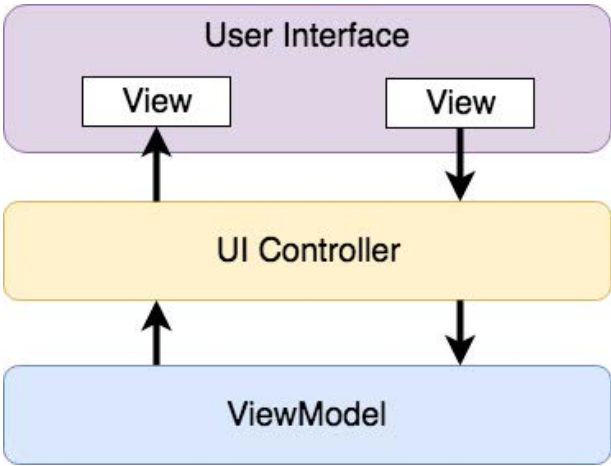 User Interface
View
View
UI Controller
ViewModel